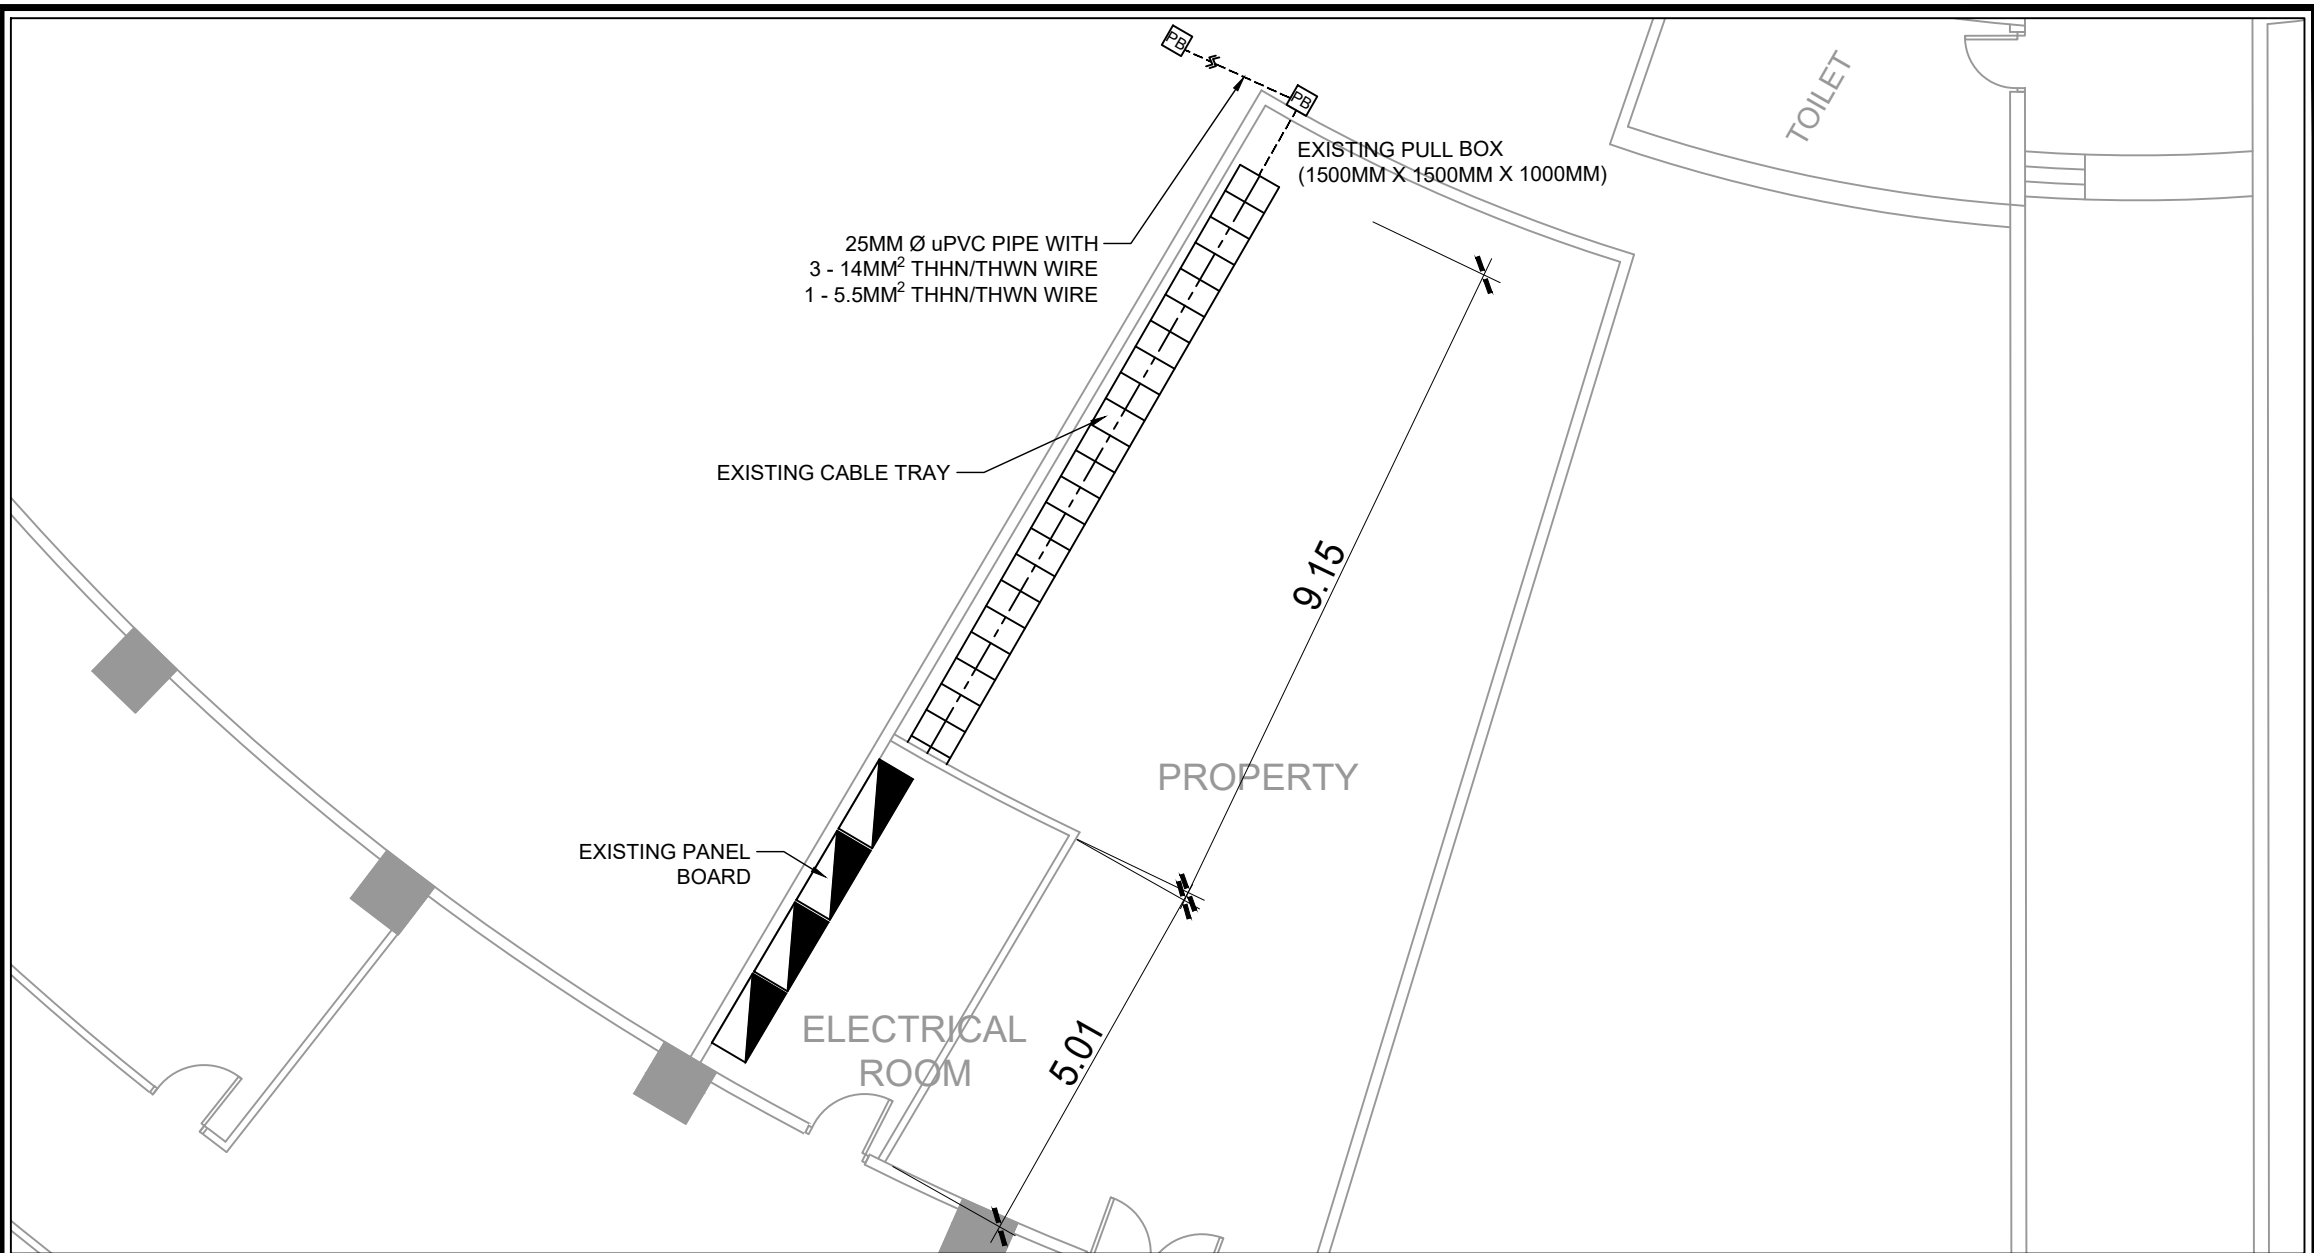 PB
PB
TOILET
EXISTING PULL BOX
(1500MM X 1500MM X 1000MM)
25MM Ø uPVC PIPE WITH
3 - 14MM² THHN/THWN WIRE
1 - 5.5MM² THHN/THWN WIRE
EXISTING CABLE TRAY
9.15
PROPERTY
EXISTING PANEL
BOARD
ELECTRICAL
ROOM
5.01